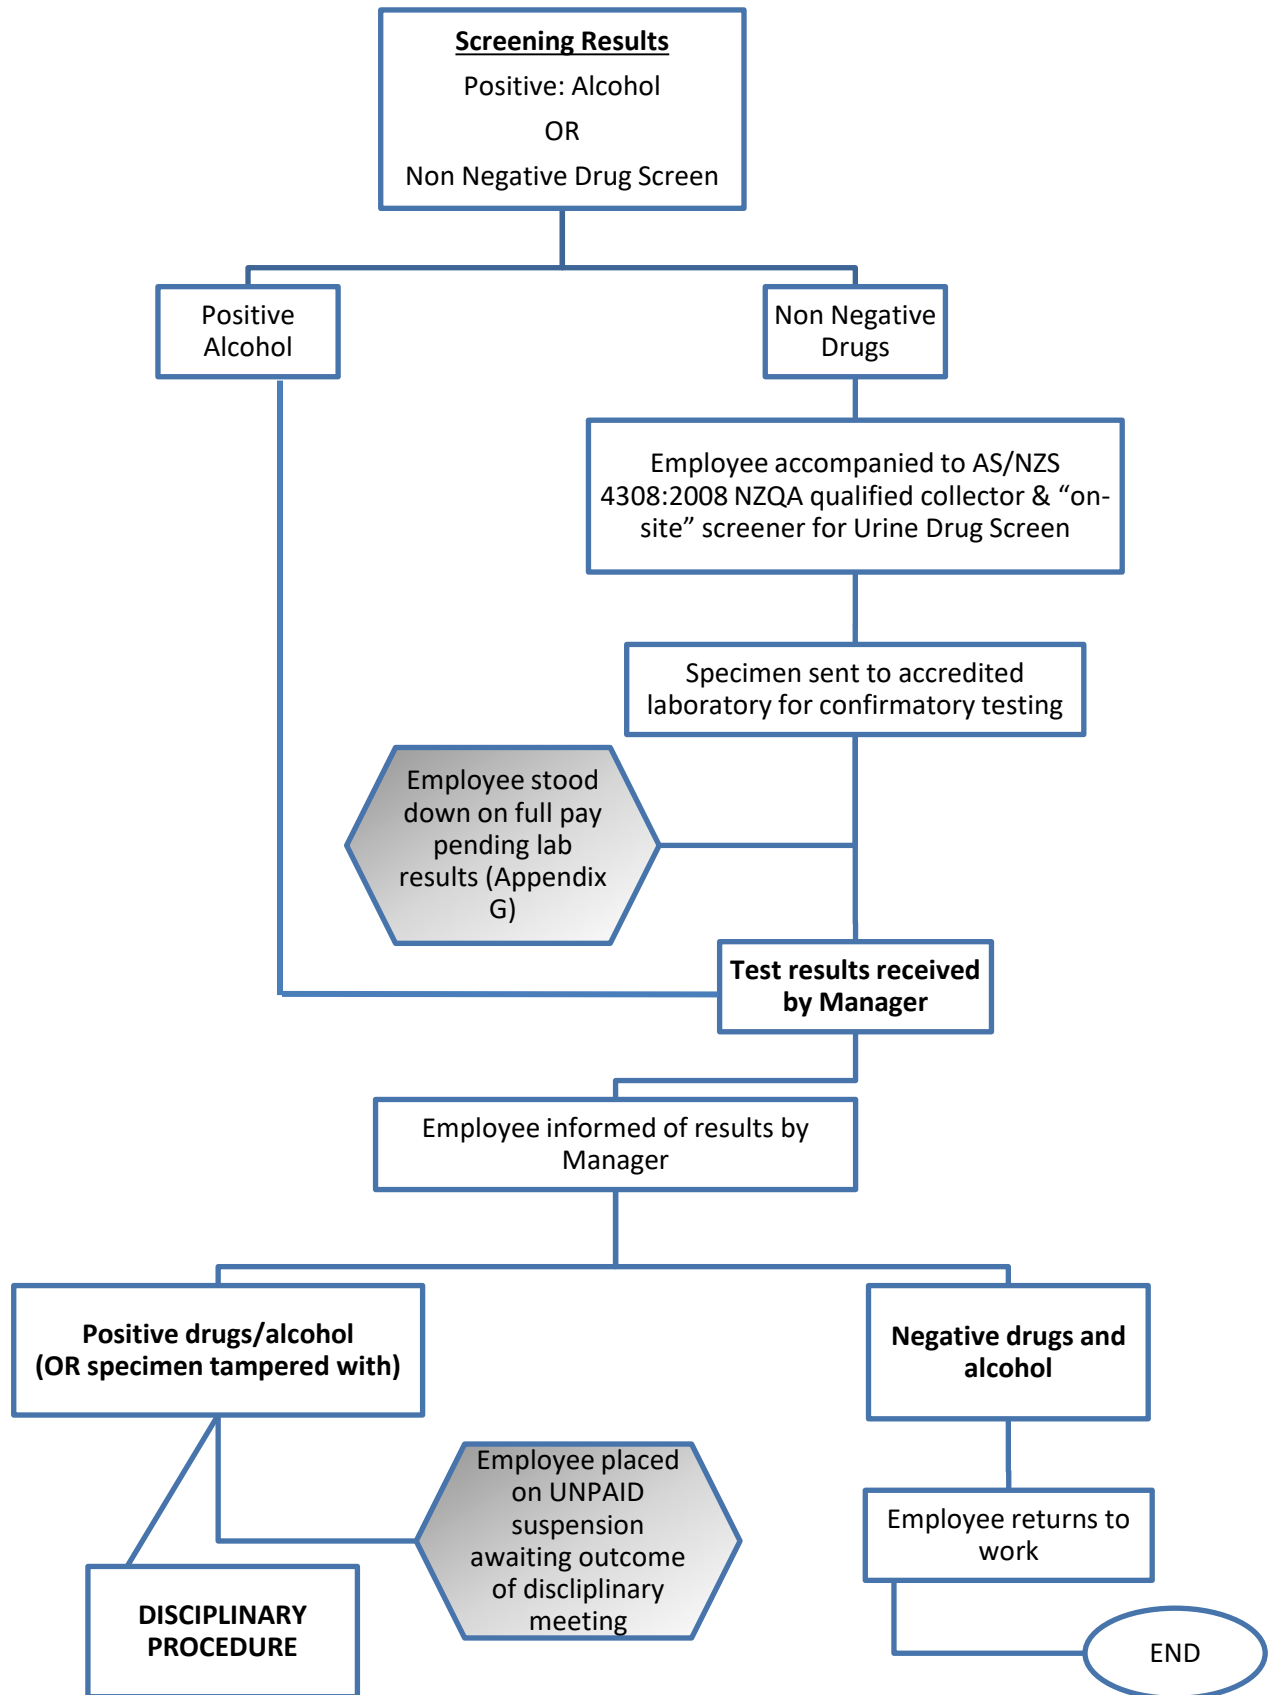 Screening Results
Positive: Alcohol
OR
Non Negative Drug Screen
Positive
Alcohol
Non Negative
Drugs
Employee accompanied to AS/NZS
4308:2008 NZQA qualified collector & “on-
site” screener for Urine Drug Screen
Specimen sent to accredited
laboratory for confirmatory testing
Employee stood
down on full pay
pending lab
results (Appendix
G)
Test results received
by Manager
Employee informed of results by
Manager
Positive drugs/alcohol
(OR specimen tampered with)
Negative drugs and
alcohol
Employee placed
on UNPAID
suspension
awaiting outcome
of discliplinary
meeting
Employee returns to
work
DISCIPLINARY
PROCEDURE
END